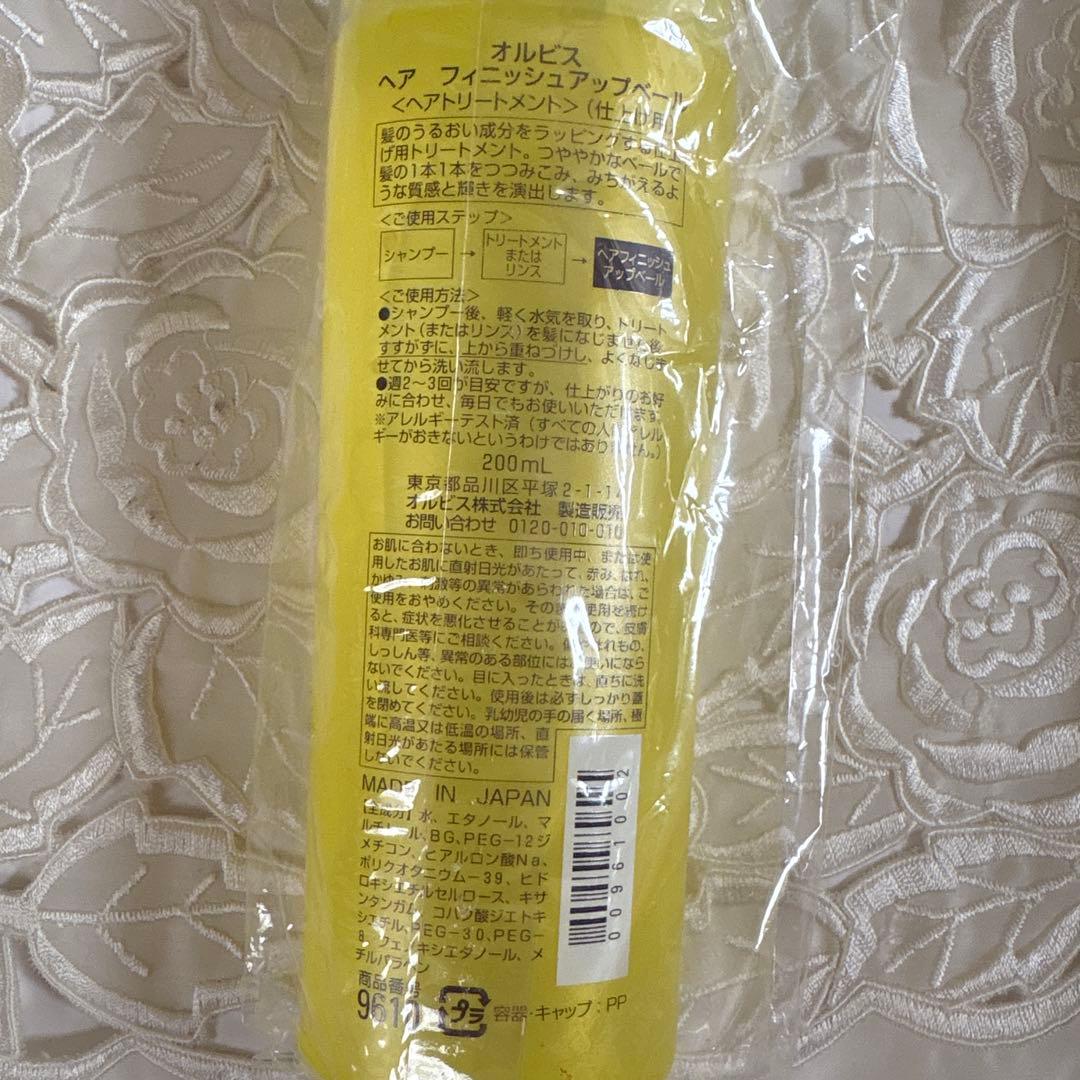 オルビス
ヘア フィニッシュアップベール
<ヘアトリートメント>(仕上げ用)
髪のうるおい成分をラッピングする仕上
げ用トリートメント。つややかなベールで
髪の1本1本をつつみこみ、みちがえるよ
うな質感と輝きを演出します。
<ご使用ステップ>
シャンプー→トリートメントまたはリンス→ヘアフィニッシュアップベール
<ご使用方法>
●シャンプー後、軽く水気を取り、トリート
メント(またはリンス)を髪になじませた後、
すすがずに、上から重ねづけし、よくなじま
せてから洗い流します。
●週2〜3回が目安ですが、仕上がりのお好
みに合わせ、毎日でもお使いいただけます。
※アレルギーテスト済(すべての人にアレル
ギーがおきないというわけではありません。)
200mL
東京都品川区平塚2-1-14
オルビス株式会社 製造販売
お問い合わせ 0120-010-010
お肌に合わないとき、即ち使用中、または使
用したお肌に直射日光があたって、赤み、はれ、
かゆみ、刺激等の異常があらわれた場合は、ご
使用をおやめください。そのまま使用を続け
ると、症状を悪化させることがあるので、皮膚
科専門医等にご相談ください。傷やはれもの、
しっしん等、異常のある部位にはお使いになら
ないでください。目に入ったときは、直ちに洗
い流してください。使用後は必ずしっかり蓋
を閉めてください。乳幼児の手の届く場所、極
端に高温又は低温の場所、直
射日光があたる場所には保管
しないでください。
MADE IN JAPAN
【全成分】水、エタノール、マ
ルチトール、BG、PEG-12ジ
メチコン、ヒアルロン酸Na、
ポリクオタニウム-39、ヒド
ロキシエチルセルロース、キサ
ンタンガム、コハク酸ジエトキ
シエチル、PEG-30、PEG-
8、フェノキシエタノール、メ
チルパラベン
商品番号
961
プラ
容器・キャップ:PP
00961002